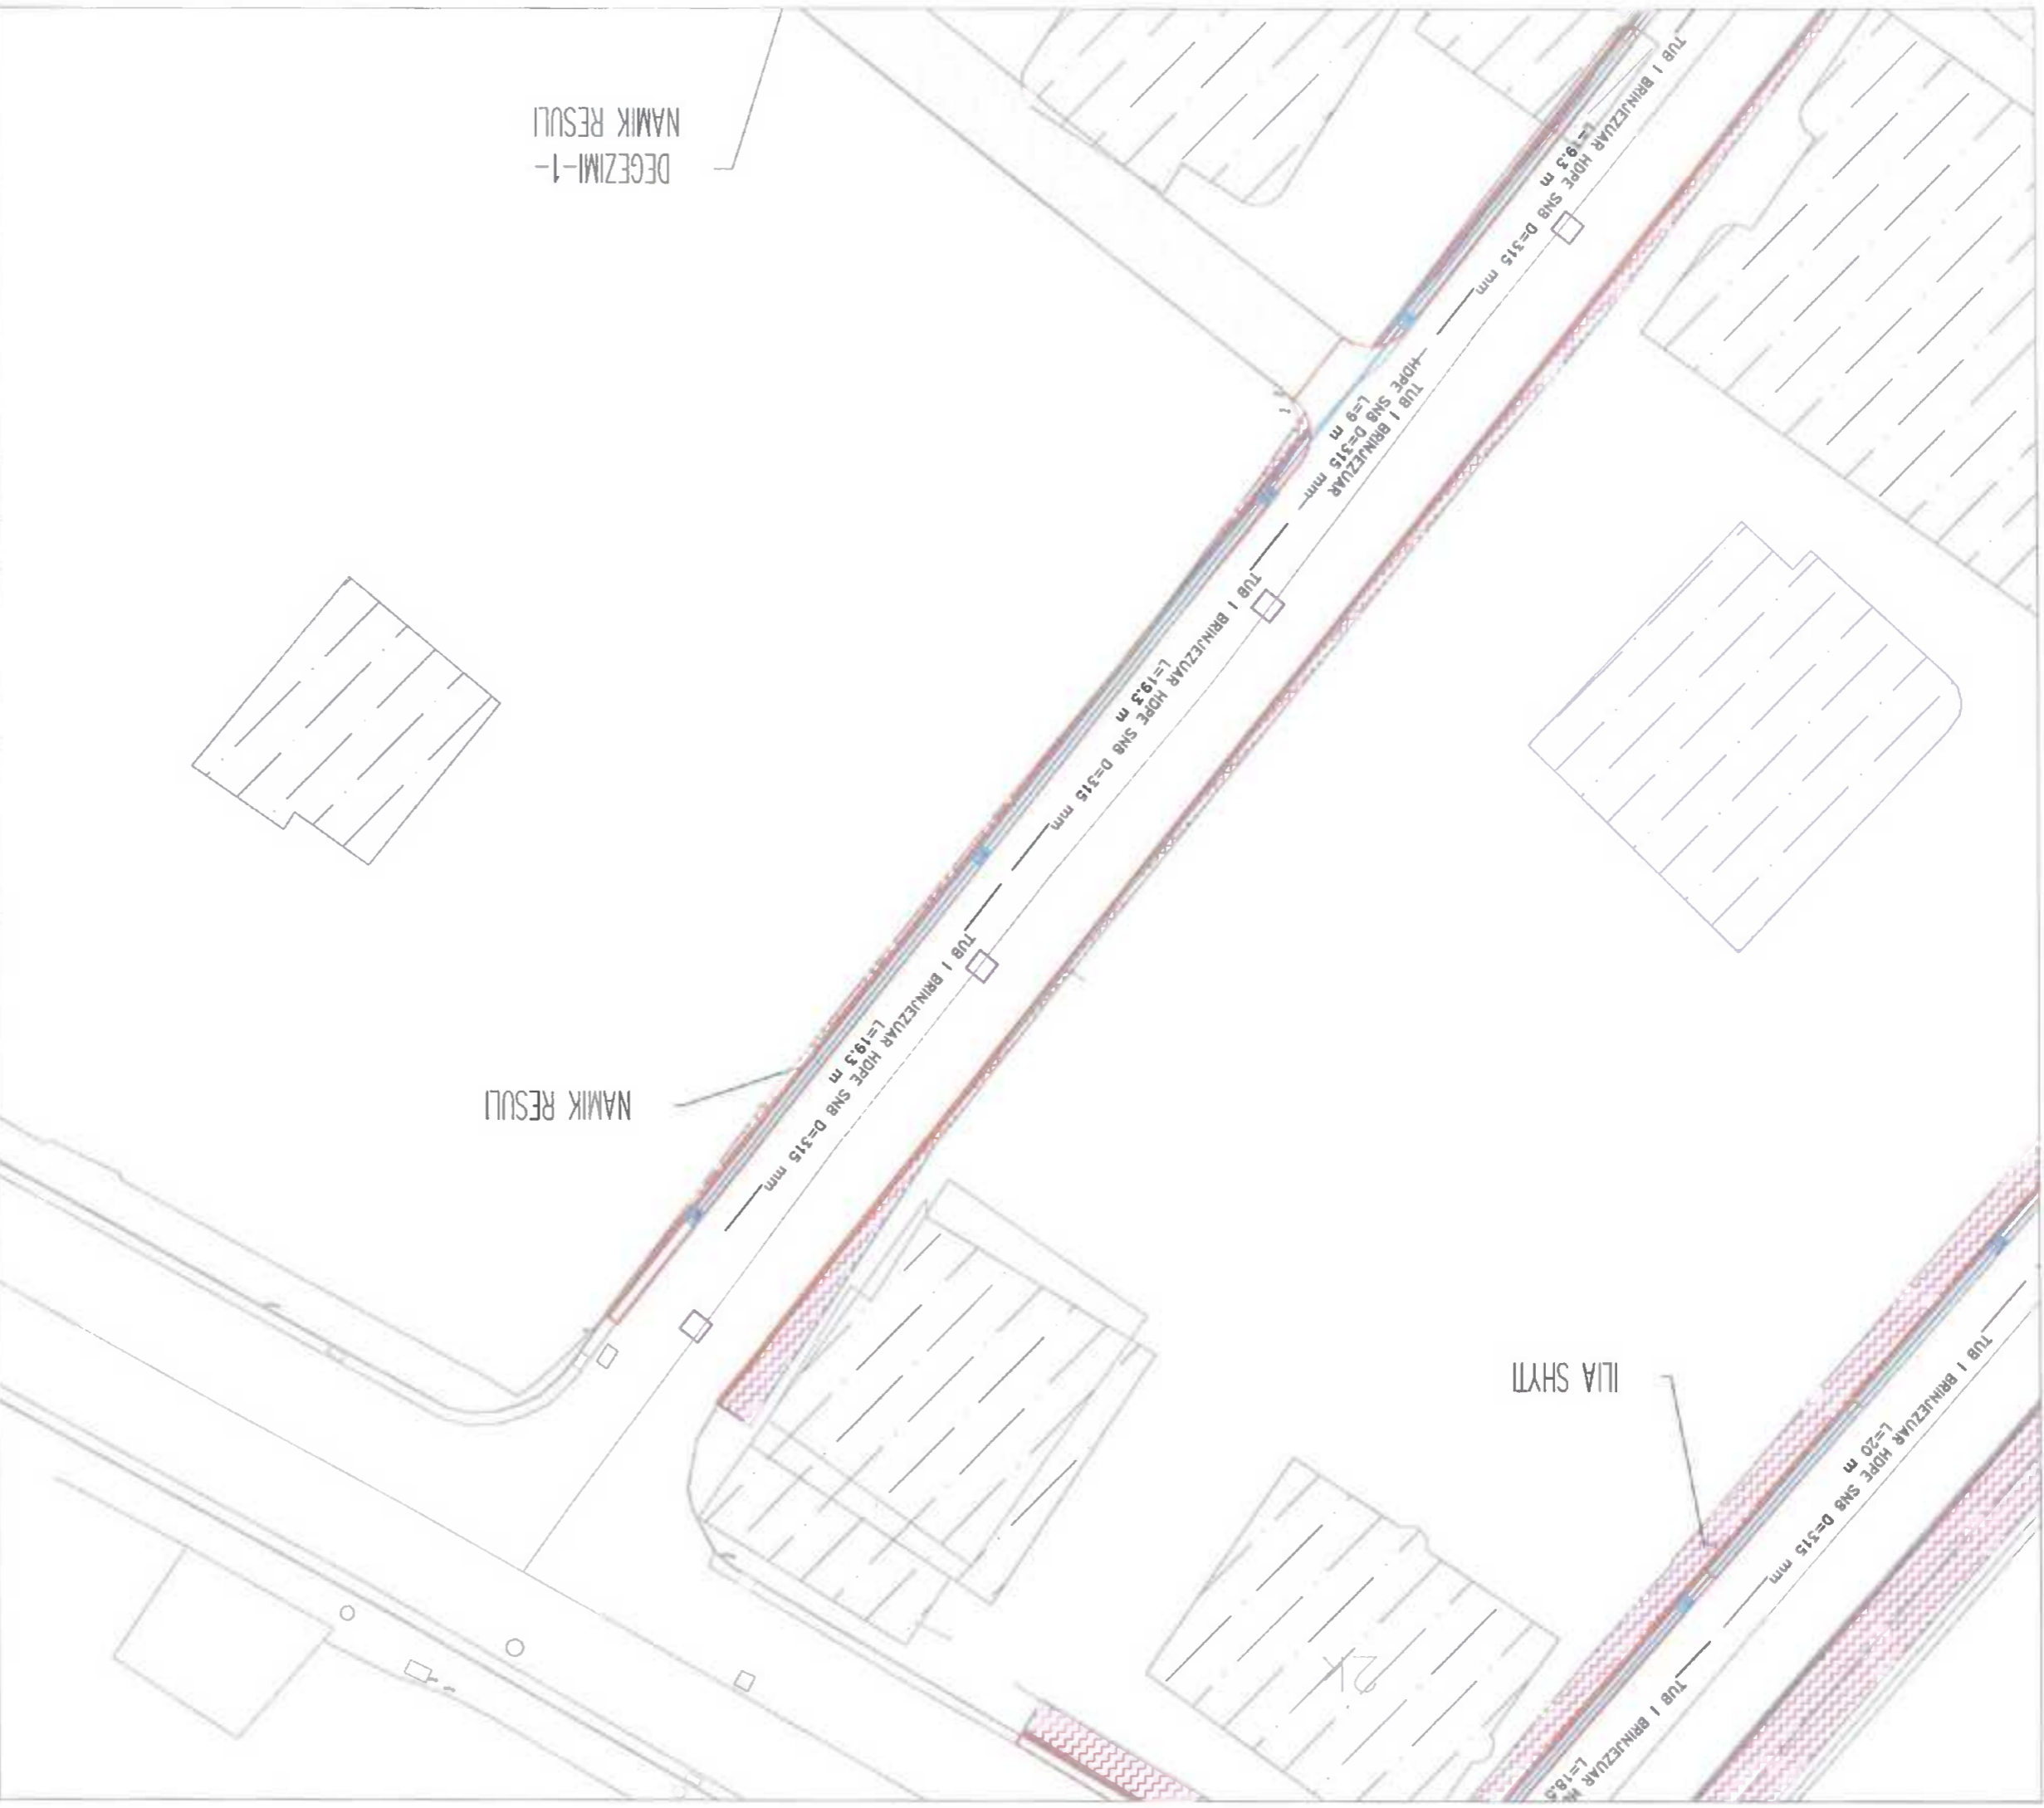 DEGEZIMI-1-
NAMIK RESULI
TUB I BRINJEZUAR HDPE SN8 D=315 mm
L=19.3 m
TUB I BRINJEZUAR
HDPE SN8 D=315 mm
L=9 m
TUB I BRINJEZUAR HDPE SN8 D=315 mm
L=19.3 m
TUB I BRINJEZUAR HDPE SN8 D=315 mm
L=19.3 m
NAMIK RESULI
ILIA SHYTI
TUB I BRINJEZUAR HDPE SN8 D=315 mm
L=20 m
TUB I BRINJEZUAR
L=18.
2K